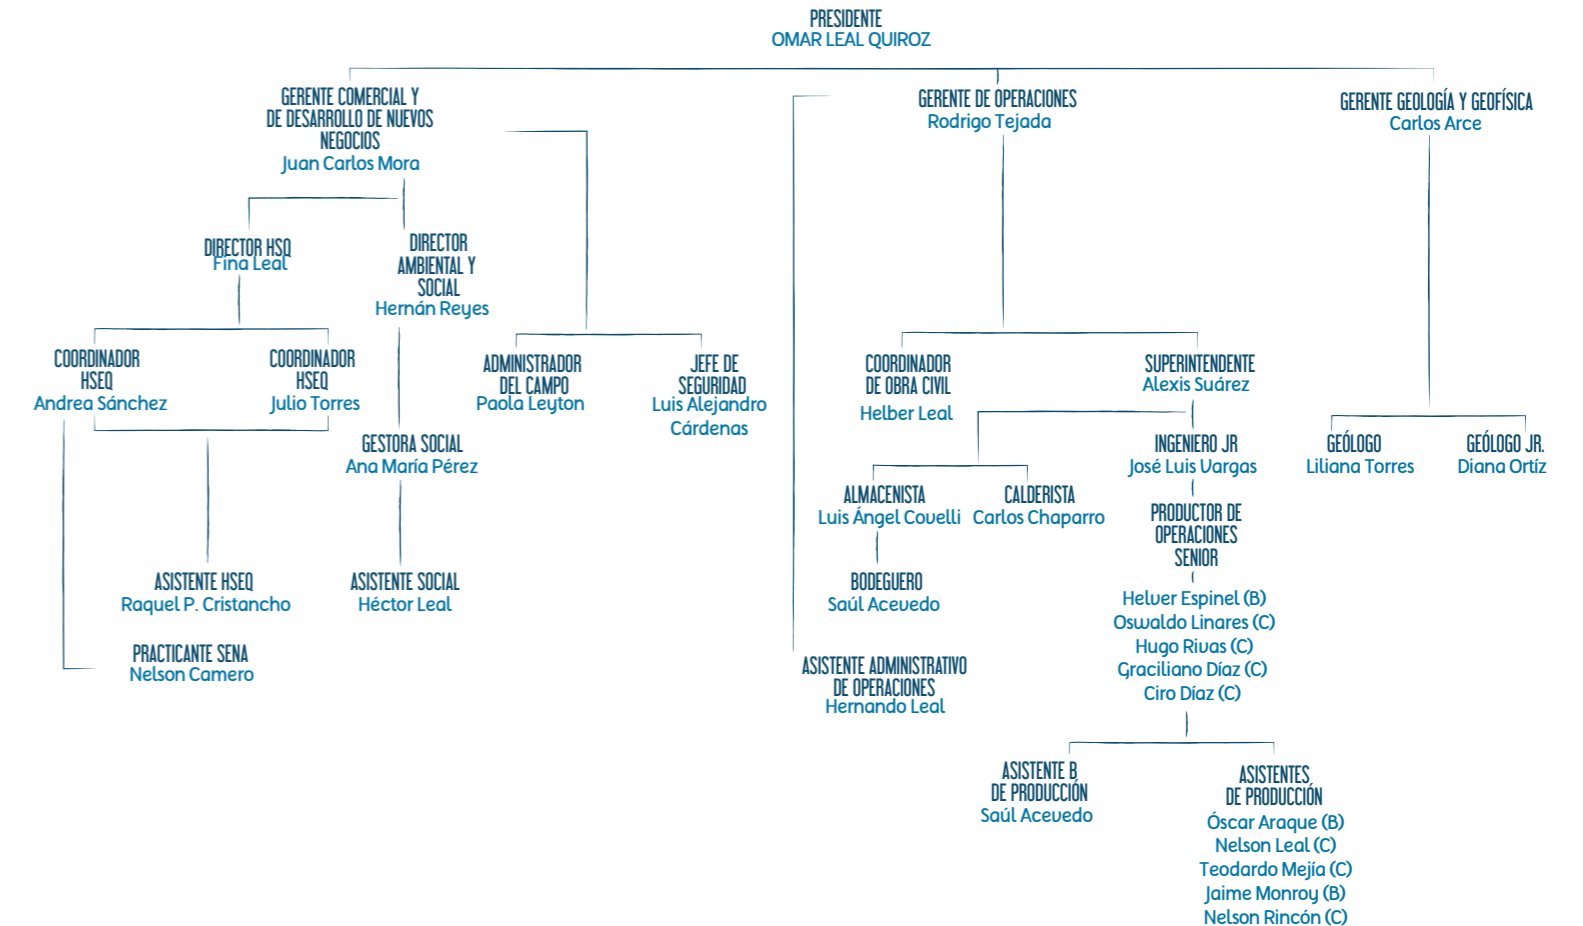 PRESIDENTE
OMAR LEAL QUIROZ
GERENTE COMERCIAL Y
DE DESARROLLO DE NUEVOS
NEGOCIOS
Juan Carlos Mora
GERENTE DE OPERACIONES
Rodrigo Tejada
GERENTE GEOLOGÍA Y GEOFÍSICA
Carlos Arce
DIRECTOR HSQ
Fina Leal
DIRECTOR
AMBIENTAL Y
SOCIAL
Hernán Reyes
COORDINADOR
HSEQ
Andrea Sánchez
COORDINADOR
HSEQ
Julio Torres
ADMINISTRADOR
DEL CAMPO
Paola Leyton
JEFE DE
SEGURIDAD
Luis Alejandro
Cárdenas
COORDINADOR
DE OBRA CIVIL
Helber Leal
SUPERINTENDENTE
Alexis Suárez
GESTORA SOCIAL
Ana María Pérez
INGENIERO JR
José Luis Vargas
GEÓLOGO
Liliana Torres
GEÓLOGO JR.
Diana Ortíz
ALMACENISTA
Luis Ángel Covelli
CALDERISTA
Carlos Chaparro
PRODUCTOR DE
OPERACIONES
SENIOR
Helver Espinel (B)
Oswaldo Linares (C)
Hugo Rivas (C)
Graciliano Díaz (C)
Ciro Díaz (C)
ASISTENTE HSEQ
Raquel P. Cristancho
ASISTENTE SOCIAL
Héctor Leal
BODEGUERO
Saúl Acevedo
PRACTICANTE SENA
Nelson Camero
ASISTENTE ADMINISTRATIVO
DE OPERACIONES
Hernando Leal
ASISTENTE B
DE PRODUCCIÓN
Saúl Acevedo
ASISTENTES
DE PRODUCCIÓN
Óscar Araque (B)
Nelson Leal (C)
Teodardo Mejía (C)
Jaime Monroy (B)
Nelson Rincón (C)